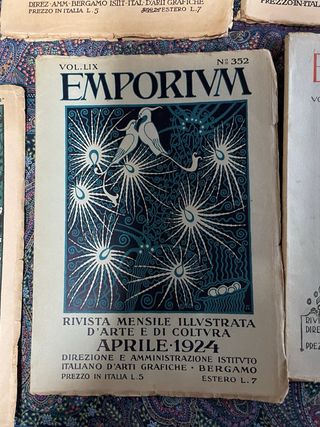 DIREZ·AMM·BERGAMO ISTIT·ITAL·D'ARTI GRAFICHE
PREZZO IN ITALIA L.5 ESTERO L.7
VOL. LIX No 352
EMPORIVM
RIVISTA MENSILE ILLVSTRATA
D'ARTE E DI COLTVRA
APRILE·1924
DIREZIONE E AMMINISTRAZIONE ISTITVTO
ITALIANO D'ARTI GRAFICHE · BERGAMO
PREZZO IN ITALIA L.5 ESTERO L.7